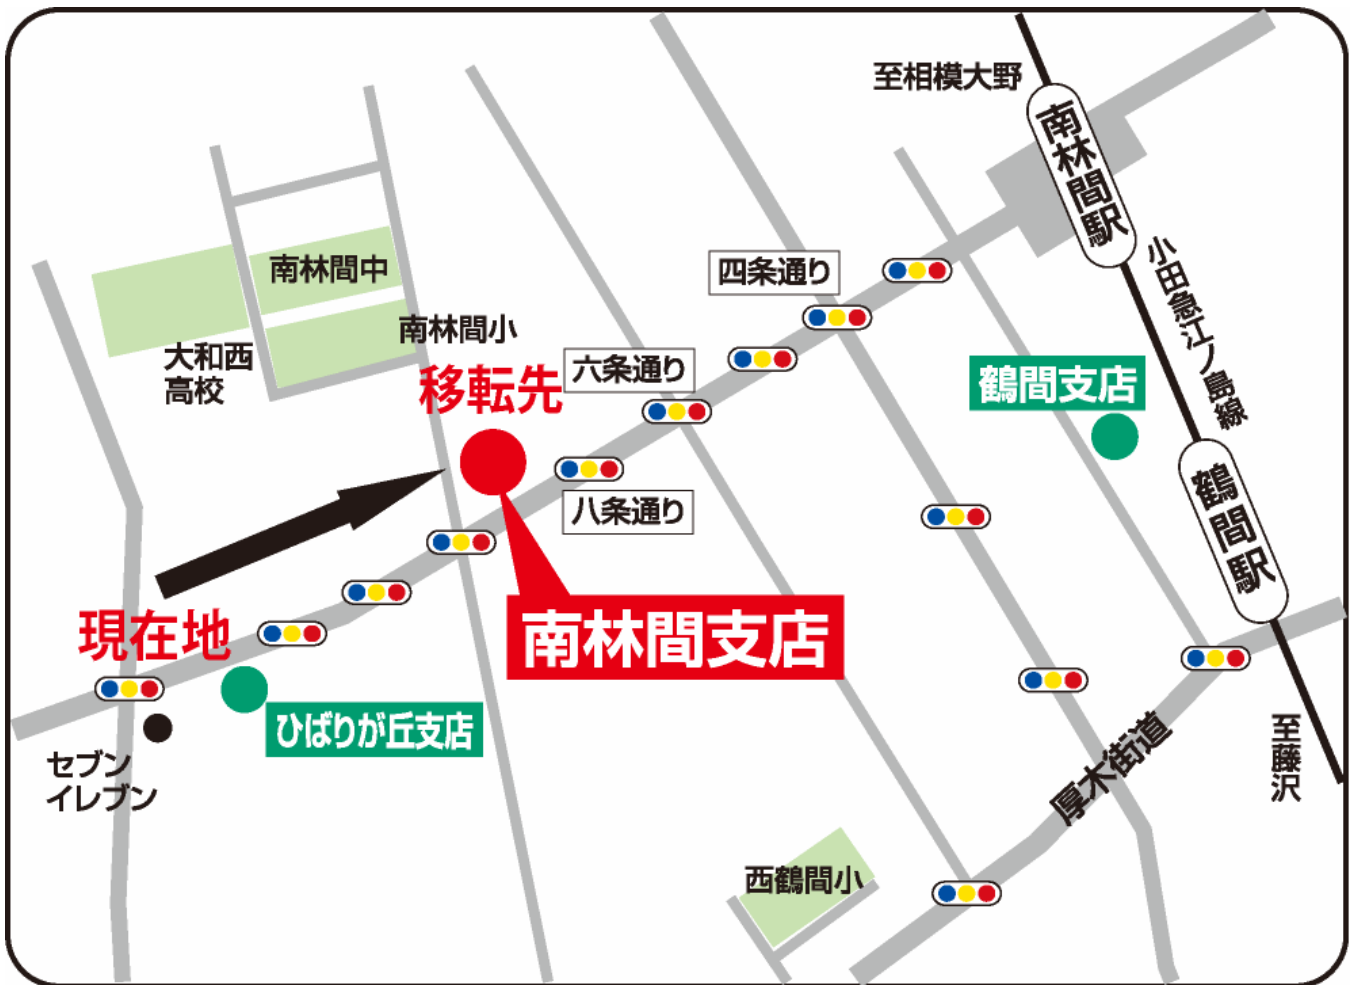 至相模大野
南林間駅
小田急江ノ島線
四条通り
南林間中
南林間小
大和西
高校
移転先
六条通り
鶴間支店
鶴間駅
八条通り
現在地
南林間支店
ひばりが丘支店
セブン
イレブン
厚木街道
至藤沢
西鶴間小